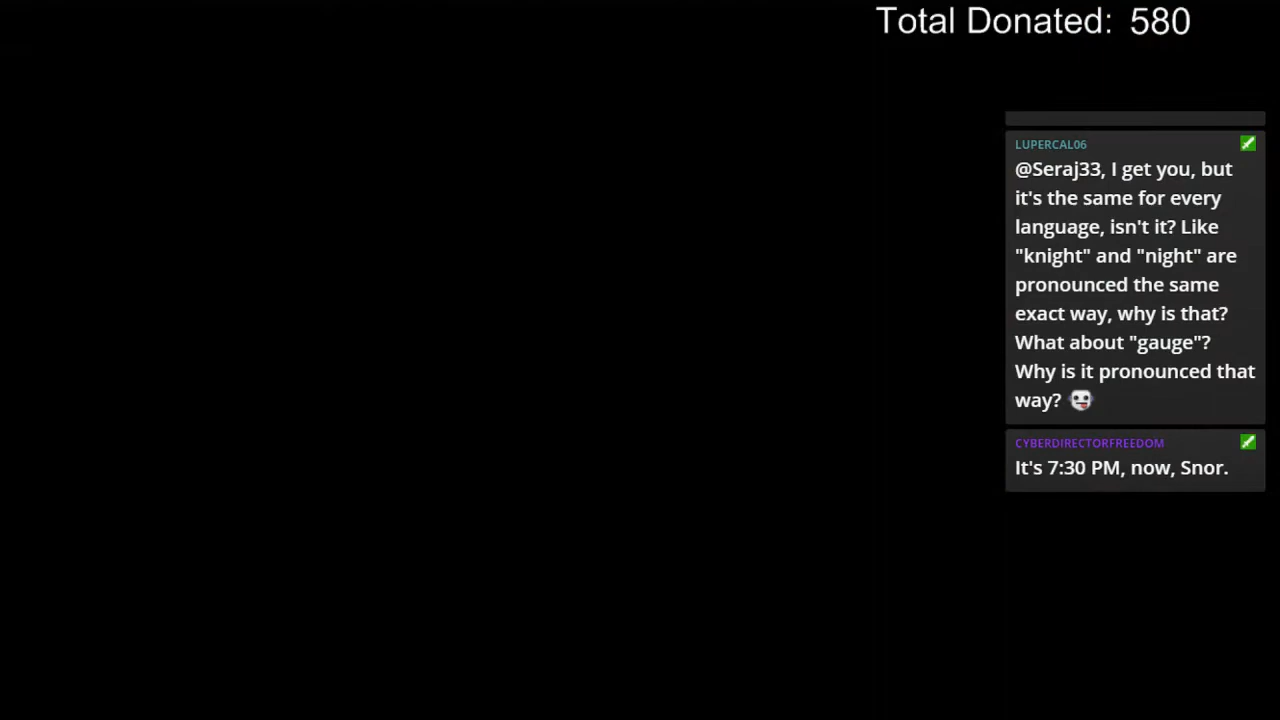 Total Donated: 580
LUPERCAL06
@Seraj33, I get you, but
it's the same for every
language, isn't it? Like
"knight" and "night" are
pronounced the same
exact way, why is that?
What about "gauge"?
Why is it pronounced that
way?
CYBERDIRECTORFREEDOM
It's 7:30 PM, now, Snor.